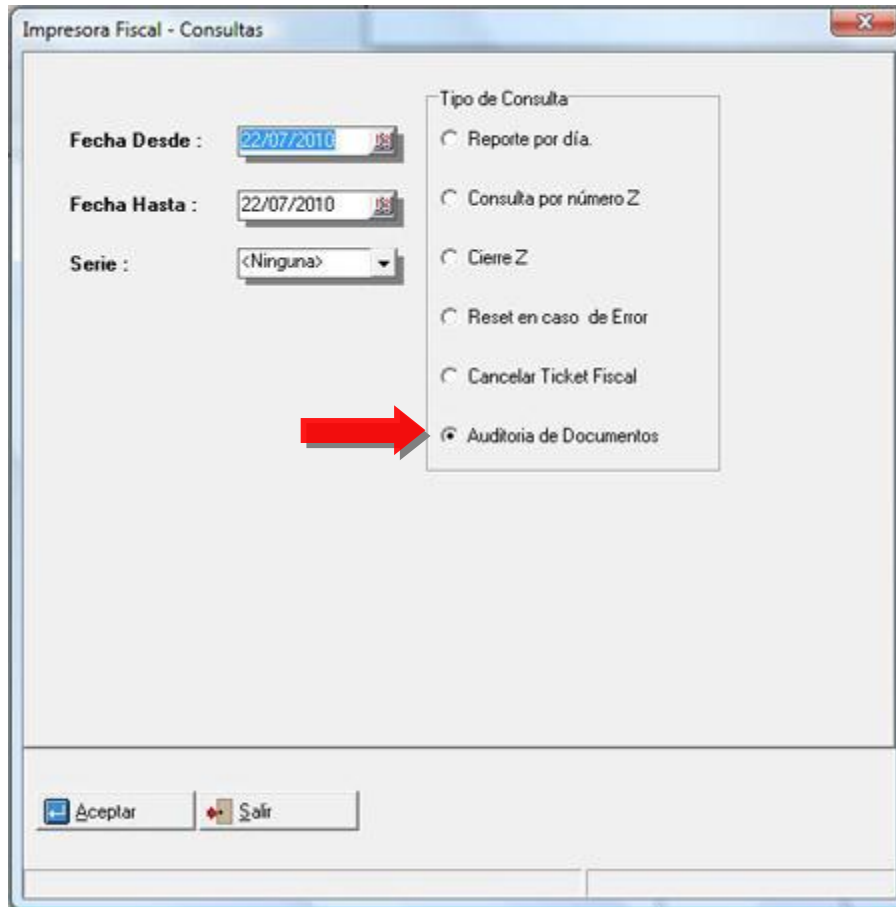 Impresora Fiscal - Consultas
Tipo de Consulta
Fecha Desde : 22/07/2010
Reporte por día.
Fecha Hasta : 22/07/2010
Consulta por número Z
Serie : <Ninguna>
Cierre Z
Reset en caso de Error
Cancelar Ticket Fiscal
Auditoria de Documentos
Aceptar
Salir